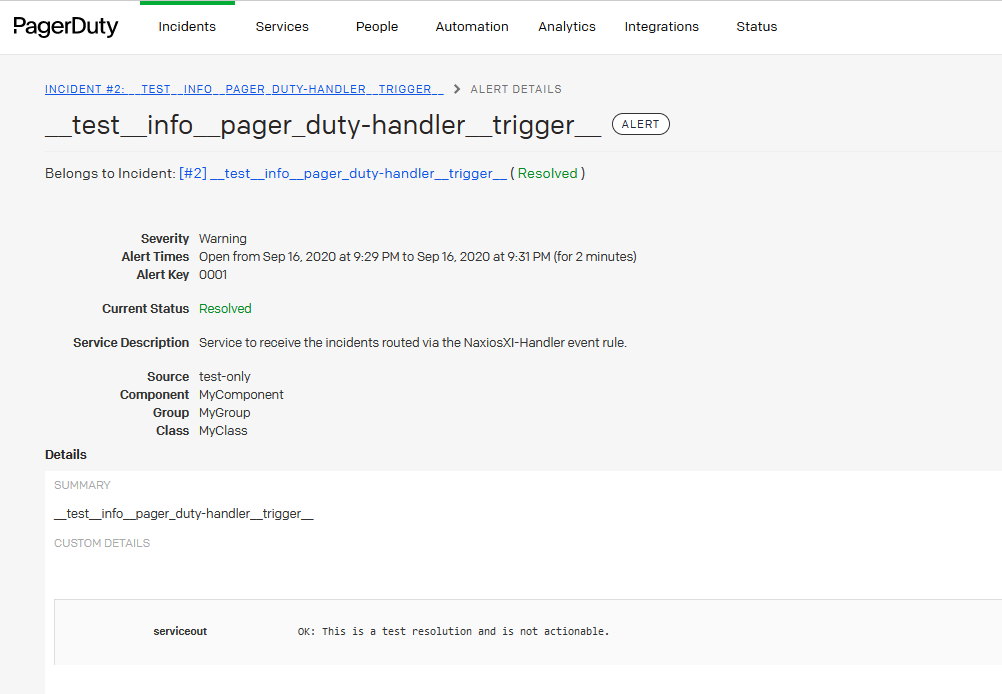 PagerDuty Incidents Services People Automation Analytics Integrations Status
INCIDENT #2: __TEST__INFO__PAGER_DUTY-HANDLER__TRIGGER__ > ALERT DETAILS
__test__info__pager_duty-handler__trigger__ ALERT
Belongs to Incident: [#2] __test__info__pager_duty-handler__trigger__ ( Resolved )
Severity Warning
Alert Times Open from Sep 16, 2020 at 9:29 PM to Sep 16, 2020 at 9:31 PM (for 2 minutes)
Alert Key 0001
Current Status Resolved
Service Description Service to receive the incidents routed via the NaxiosXI-Handler event rule.
Source test-only
Component MyComponent
Group MyGroup
Class MyClass
Details
SUMMARY
__test__info__pager_duty-handler__trigger__
CUSTOM DETAILS
serviceout OK: This is a test resolution and is not actionable.